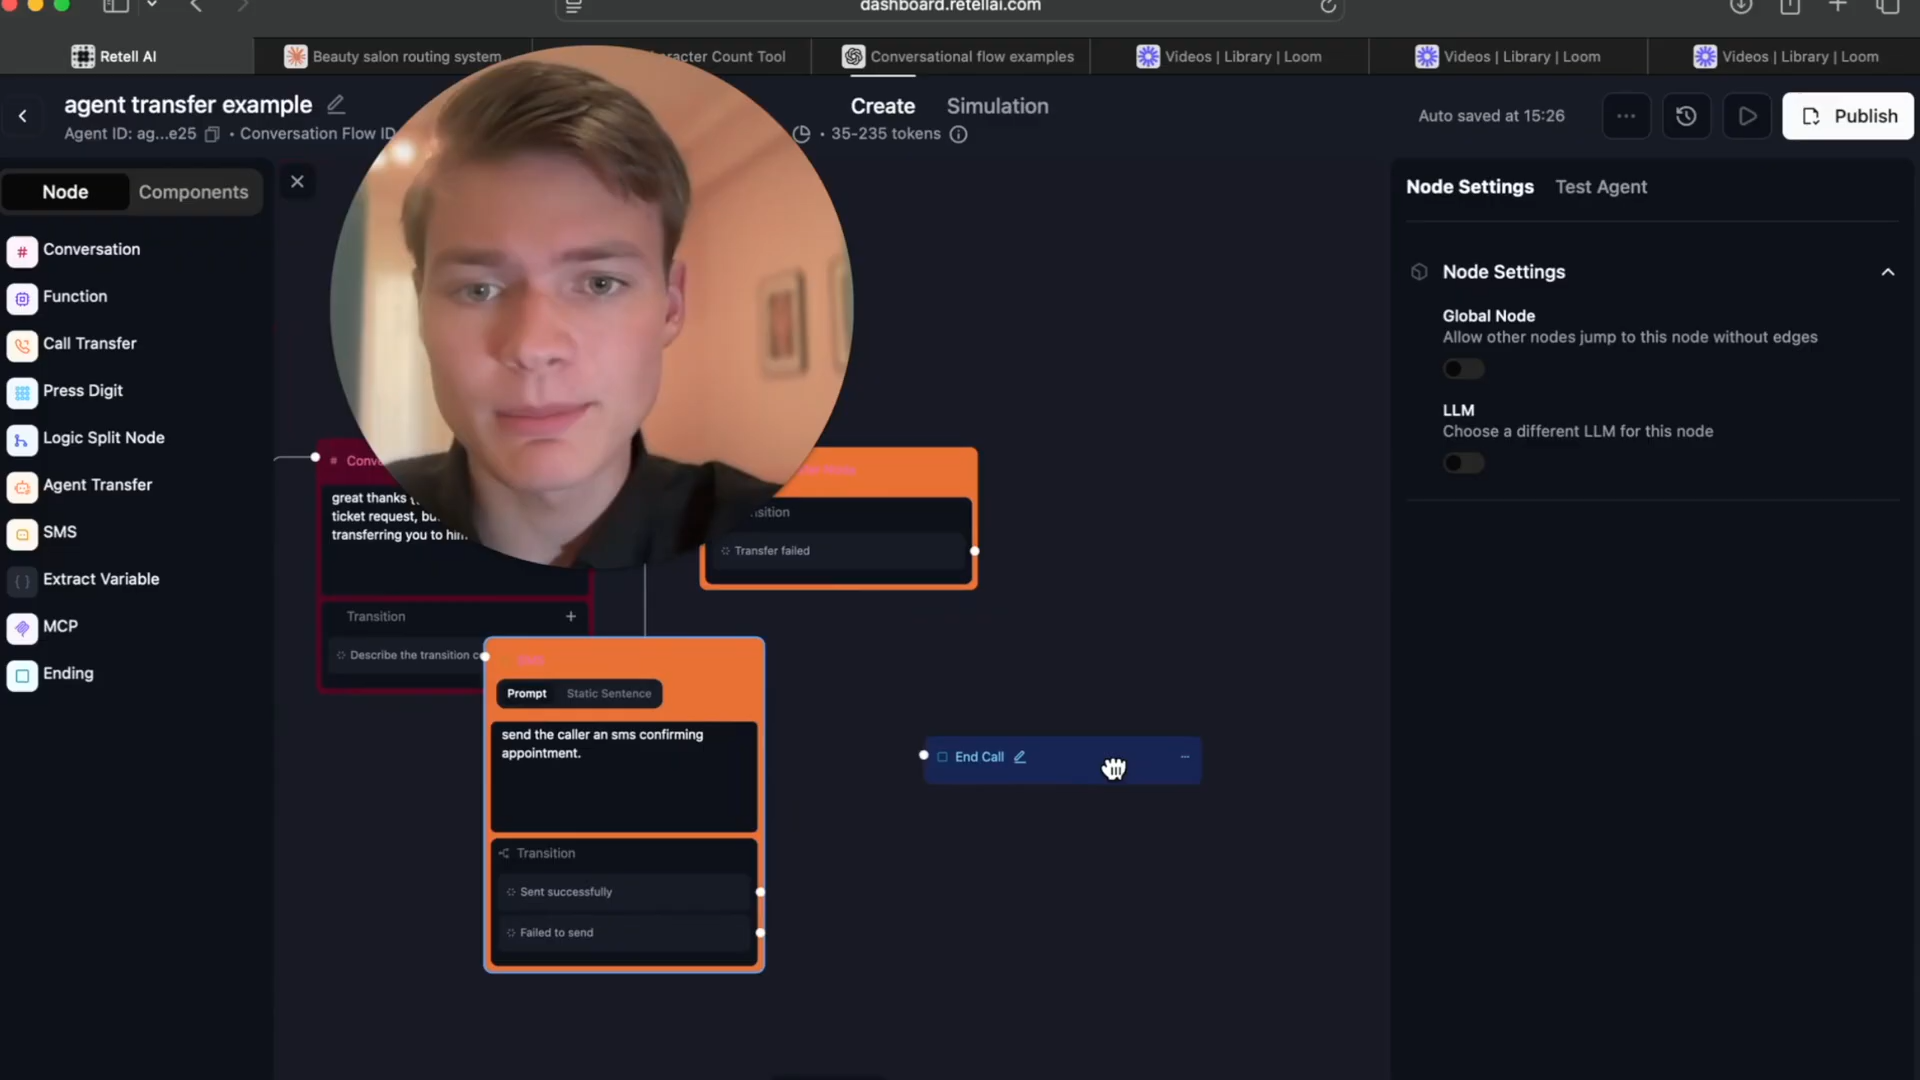 dashboard.retellai.com
Retell AI
Beauty salon routing system
racter Count Tool
Conversational flow examples
Videos | Library | Loom
Videos | Library | Loom
Videos | Library | Loom
agent transfer example
Agent ID: ag...e25 • Conversation Flow ID
Create
Simulation
• 35-235 tokens
Auto saved at 15:26
Publish
Node
Components
Conversation
Function
Call Transfer
Press Digit
Logic Split Node
Agent Transfer
SMS
Extract Variable
MCP
Ending
# Conve
great thanks
ticket request, bu
transferring you to him
Transition
Describe the transition c
sition
Transfer failed
Prompt
Static Sentence
send the caller an sms confirming
appointment.
Transition
Sent successfully
Failed to send
End Call
Node Settings
Test Agent
Node Settings
Global Node
Allow other nodes jump to this node without edges
LLM
Choose a different LLM for this node